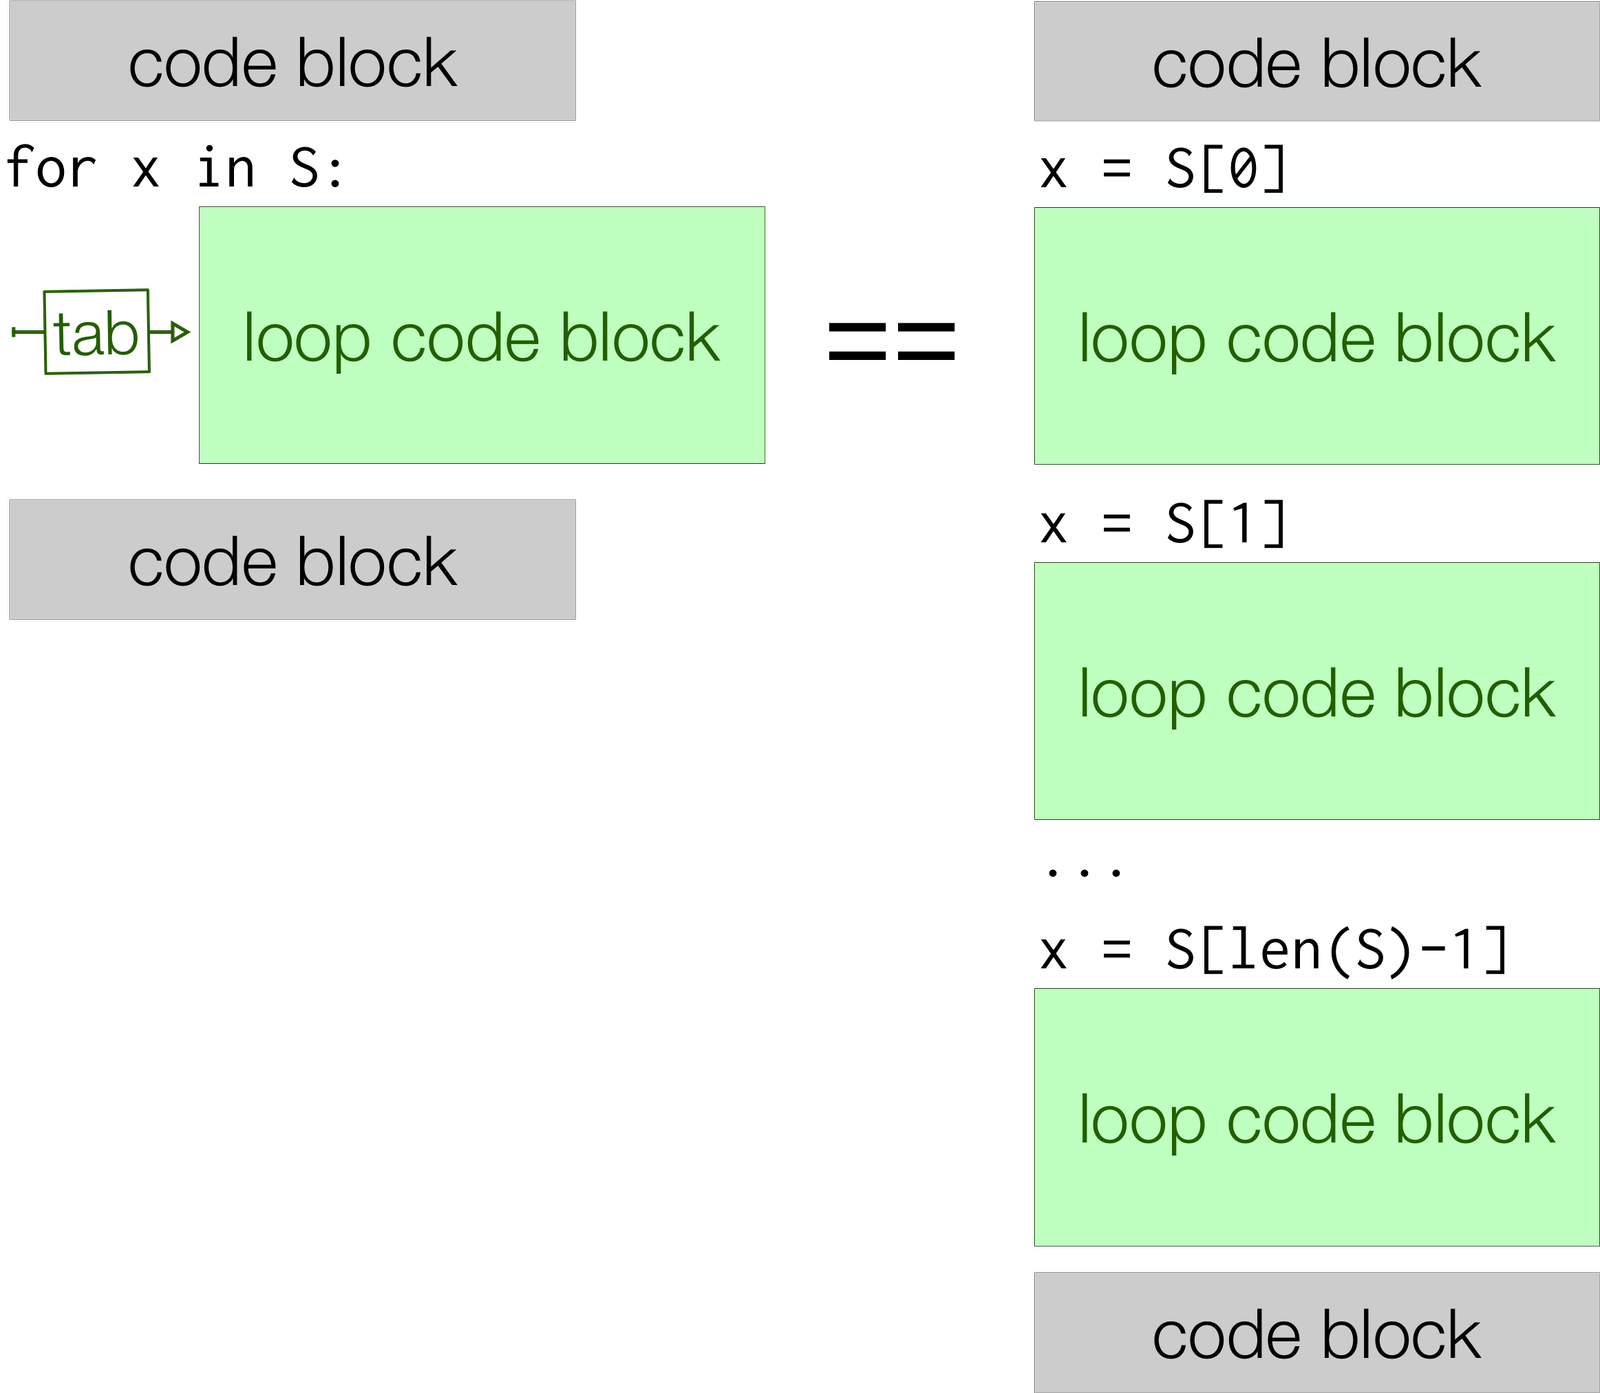 code block
for x in S:
tab
loop code block
code block
==
code block
x = S[0]
loop code block
x = S[1]
loop code block
...
x = S[len(S)-1]
loop code block
code block